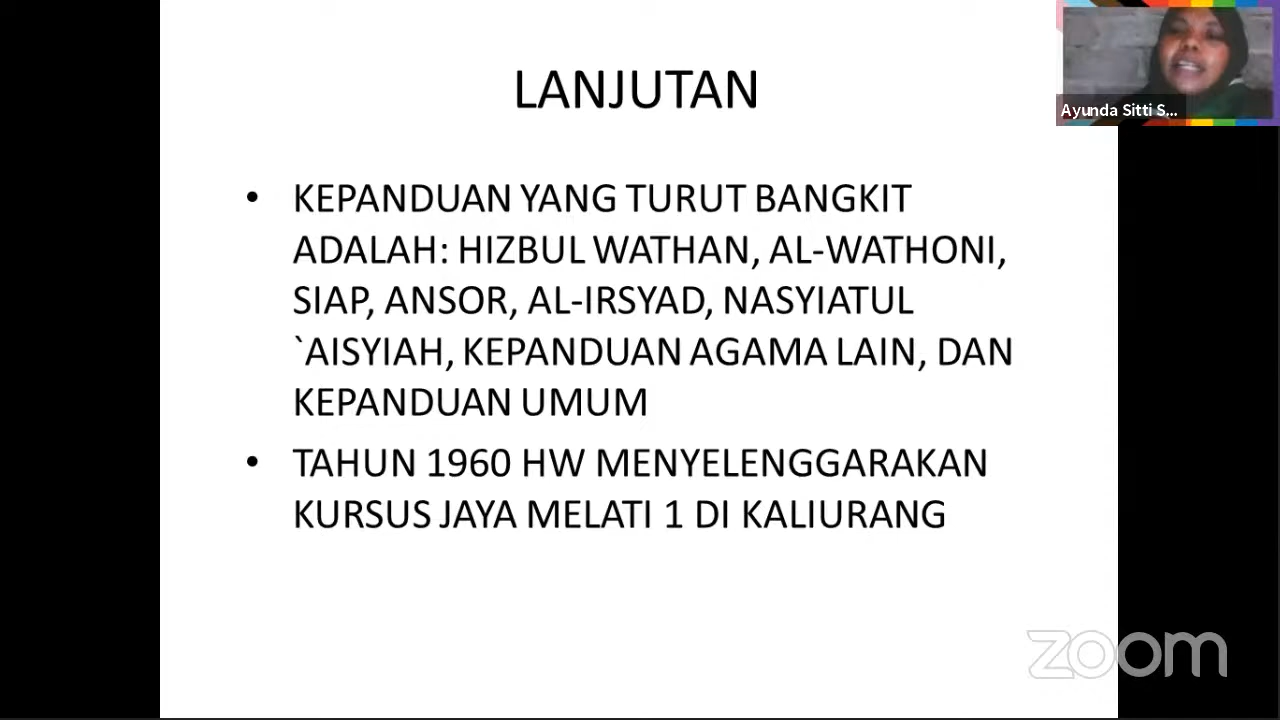 LANJUTAN
Ayunda Sitti S...
• KEPANDUAN YANG TURUT BANGKIT
ADALAH: HIZBUL WATHAN, AL-WATHONI,
SIAP, ANSOR, AL-IRSYAD, NASYIATUL
`AISYIAH, KEPANDUAN AGAMA LAIN, DAN
KEPANDUAN UMUM
• TAHUN 1960 HW MENYELENGGARAKAN
KURSUS JAYA MELATI 1 DI KALIURANG
zoom